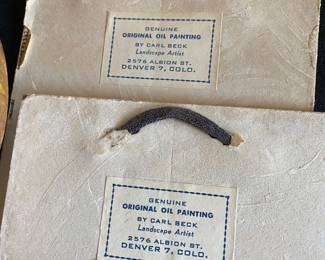 GENUINE
ORIGINAL OIL PAINTING
BY CARL BECK
Landscape Artist
2576 ALBION ST.
DENVER 7, COLO.
GENUINE
ORIGINAL OIL PAINTING
BY CARL BECK
Landscape Artist
2576 ALBION ST.
DENVER 7, COLO.